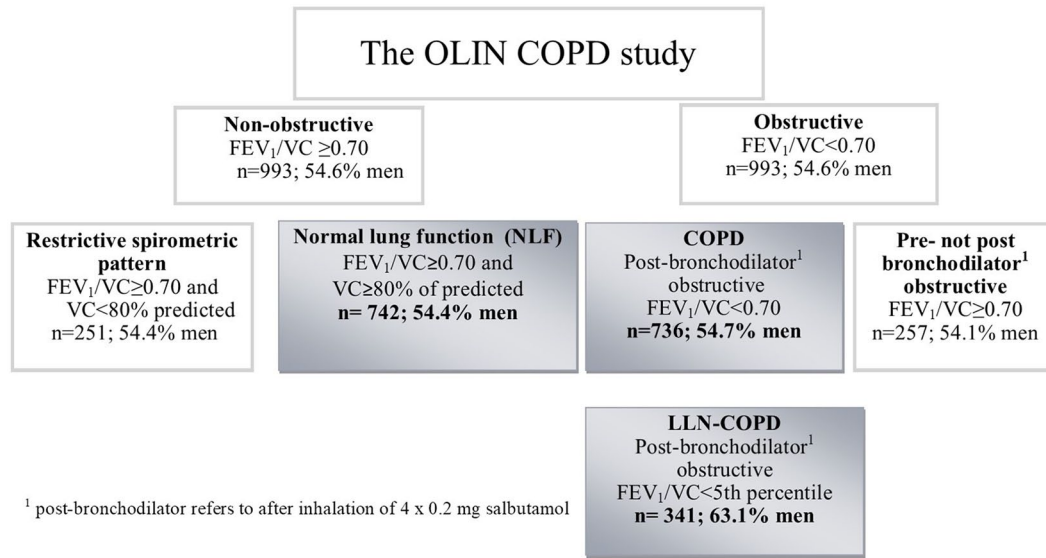 The OLIN COPD study
Non-obstructive
FEV₁/VC ≥0.70
n=993; 54.6% men
Obstructive
FEV₁/VC<0.70
n=993; 54.6% men
Restrictive spirometric
pattern
FEV₁/VC≥0.70 and
VC<80% predicted
n=251; 54.4% men
Normal lung function (NLF)
FEV₁/VC≥0.70 and
VC≥80% of predicted
n= 742; 54.4% men
COPD
Post-bronchodilator¹
obstructive
FEV₁/VC<0.70
n=736; 54.7% men
Pre- not post
bronchodilator¹
obstructive
FEV₁/VC≥0.70
n=257; 54.1% men
LLN-COPD
Post-bronchodilator¹
obstructive
FEV₁/VC<5th percentile
n= 341; 63.1% men
¹ post-bronchodilator refers to after inhalation of 4 x 0.2 mg salbutamol